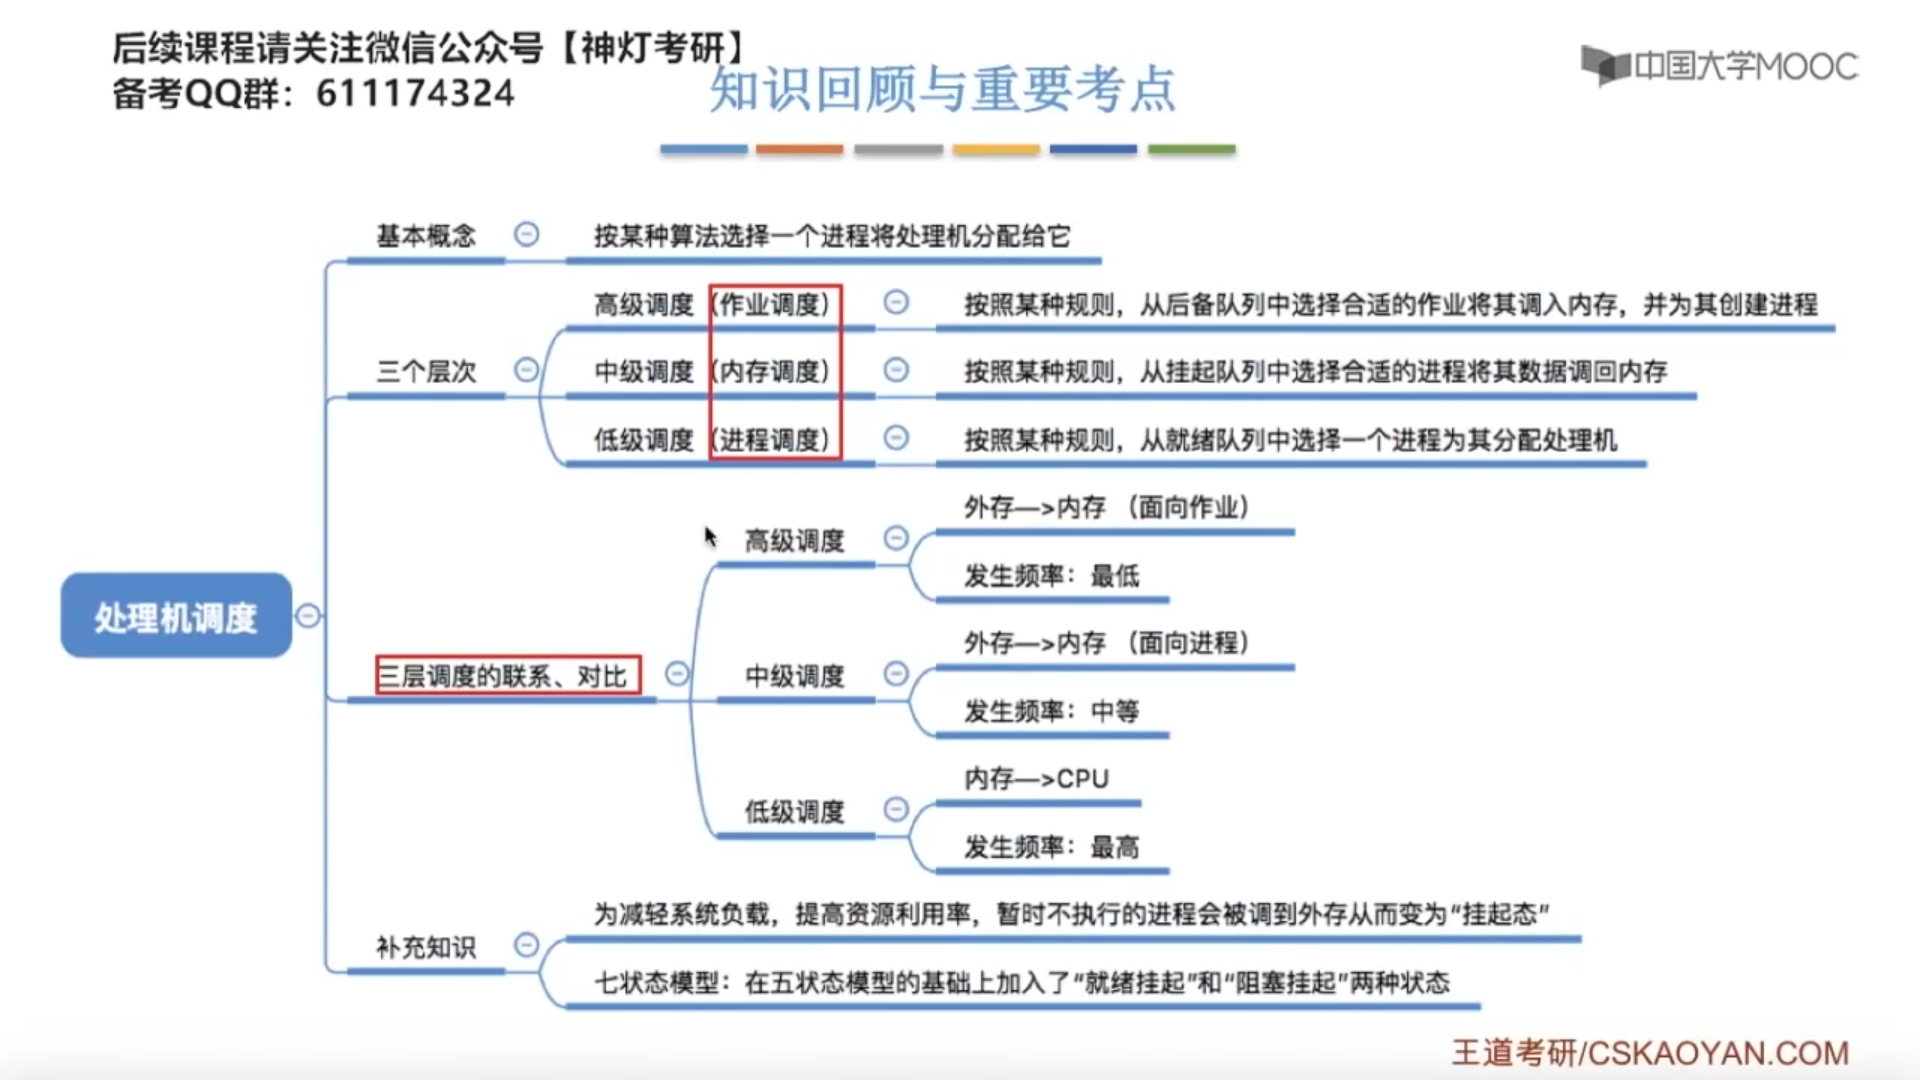 后续课程请关注微信公众号【神灯考研】
备考QQ群：611174324
知识回顾与重要考点
中国大学MOOC
处理机调度
基本概念
按某种算法选择一个进程将处理机分配给它
三个层次
高级调度（作业调度）
按照某种规则，从后备队列中选择合适的作业将其调入内存，并为其创建进程
中级调度（内存调度）
按照某种规则，从挂起队列中选择合适的进程将其数据调回内存
低级调度（进程调度）
按照某种规则，从就绪队列中选择一个进程为其分配处理机
三层调度的联系、对比
高级调度
外存—>内存 （面向作业）
发生频率：最低
中级调度
外存—>内存 （面向进程）
发生频率：中等
低级调度
内存—>CPU
发生频率：最高
补充知识
为减轻系统负载，提高资源利用率，暂时不执行的进程会被调到外存从而变为“挂起态”
七状态模型：在五状态模型的基础上加入了“就绪挂起”和“阻塞挂起”两种状态
王道考研/CSKAOYAN.COM